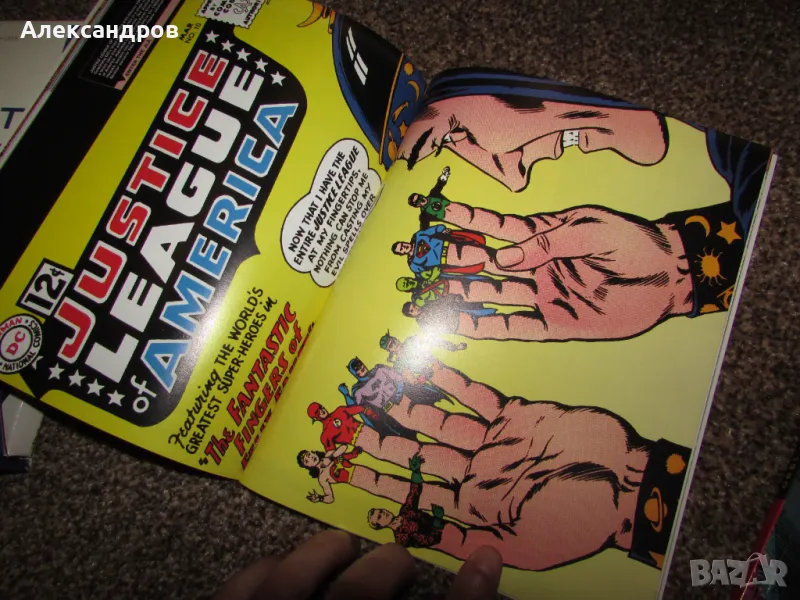 Александров
MAR
NO. 10
JUSTICE
LEAGUE
of AMERICA
12¢
DC
NATIONAL COMICS
NOW THAT I HAVE THE
ENTIRE JUSTICE LEAGUE
AT MY FINGERTIPS,
NOTHING CAN STOP ME
FROM CASTING MY
EVIL SPELLS OVER
Featuring THE WORLD'S
GREATEST SUPER-HEROES in
"The FANTASTIC
FINGERS of
BAZAR